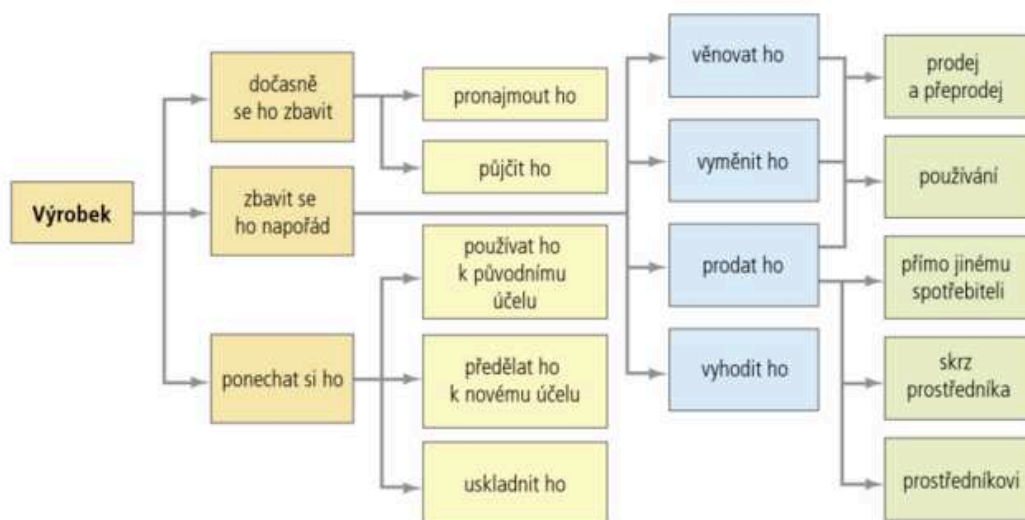 Výrobek
dočasně
se ho zbavit
zbavit se
ho napořád
ponechat si ho
pronajmout ho
půjčit ho
používat ho
k původnímu
účelu
předělat ho
k novému účelu
uskladnit ho
věnovat ho
vyměnit ho
prodat ho
vyhodit ho
prodej
a přeprodej
používání
přímo jinému
spotřebiteli
skrz
prostředníka
prostředníkovi